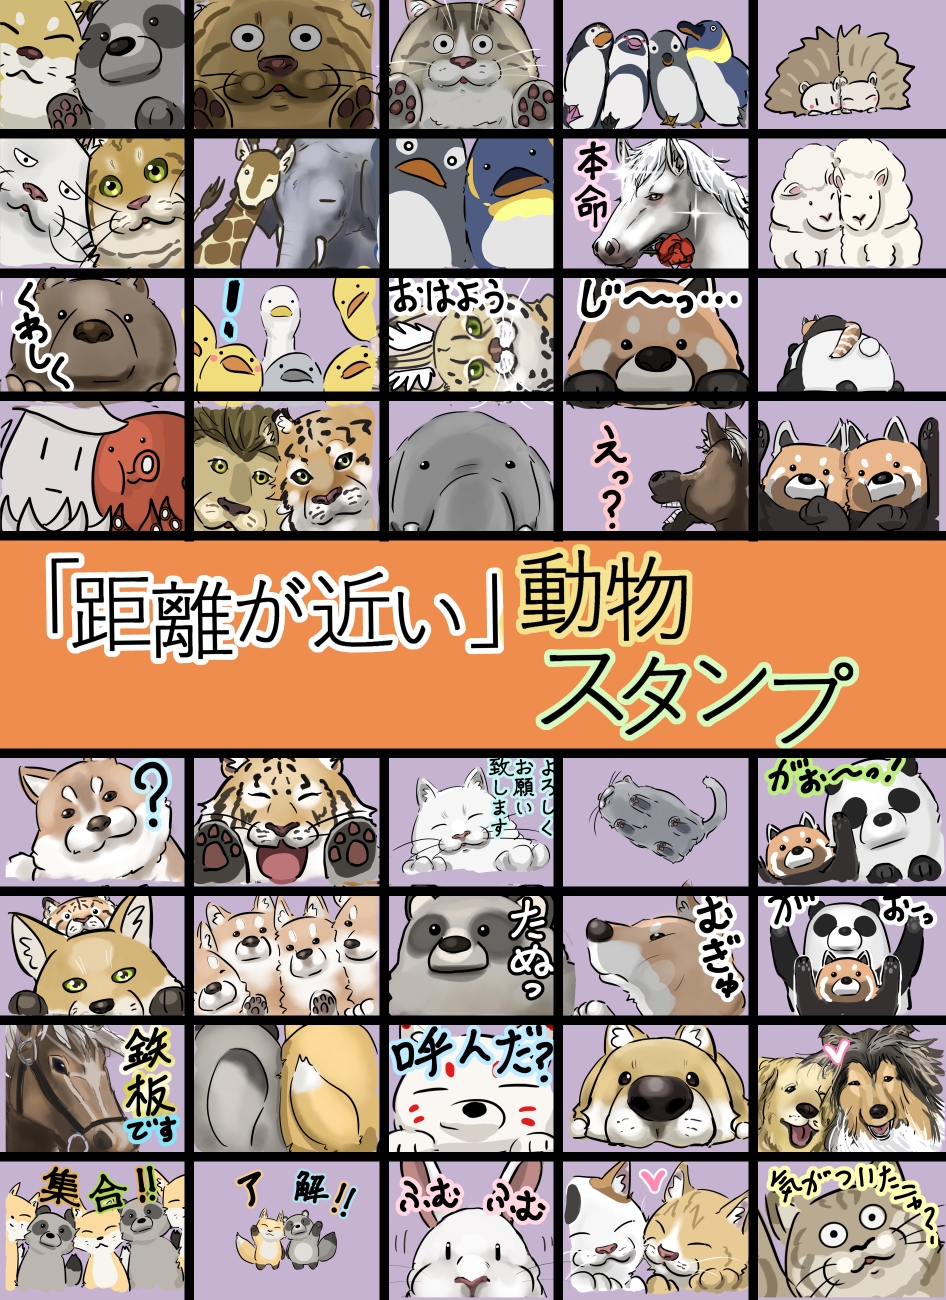 本命
くわしく
！
おはよう。
じ〜っ…
えっ？
「距離が近い」動物
スタンプ
？
よろしく
お願い
致します
がぉ〜っ！
たぬっ
むぎゅ
が
おーっ
鉄板です
呼んだ？
集合！！
了解！！
ふむ
ふむ
気がついたニャ？